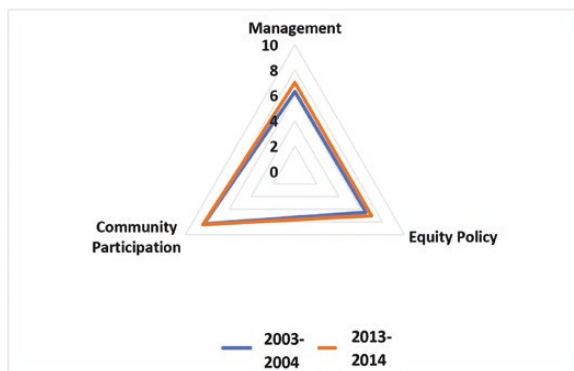 Management
10
8
6
4
2
0
Community
Participation
Equity Policy
2003-
2004
2013-
2014